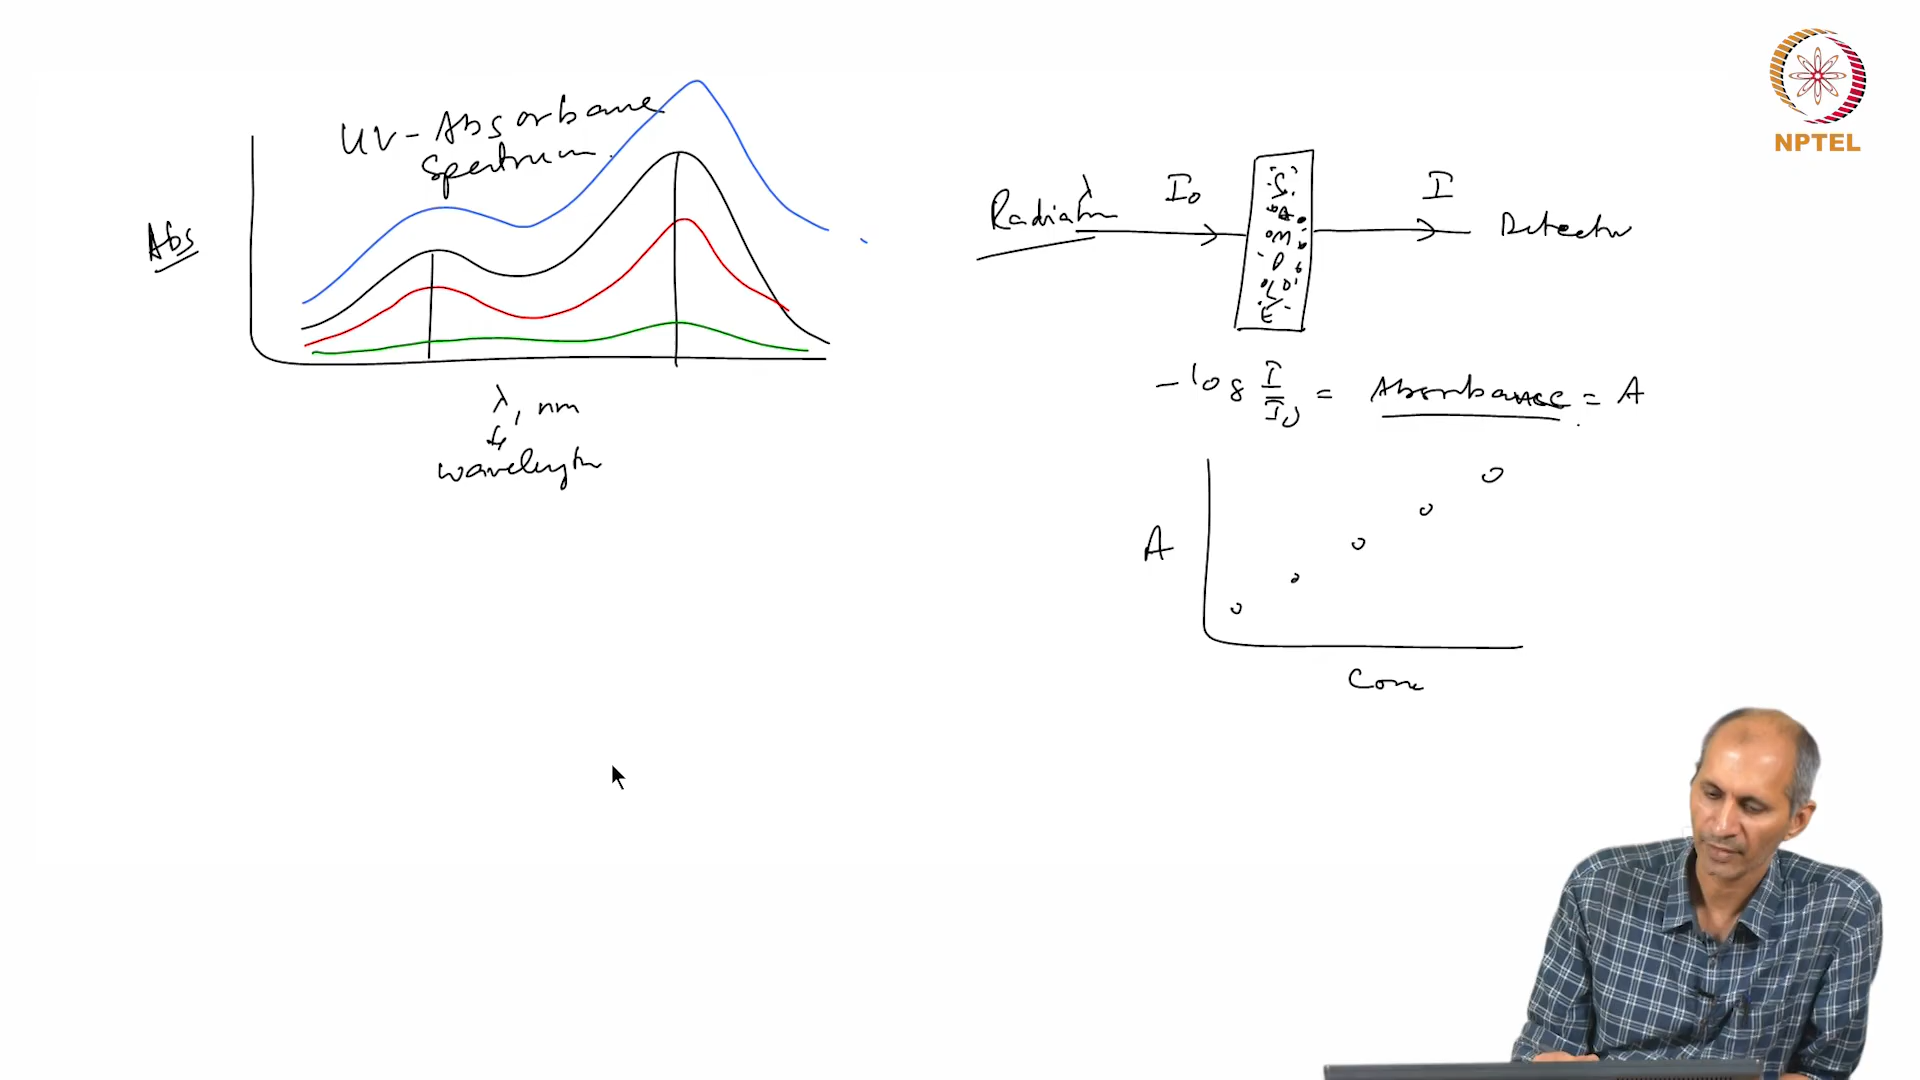 UV-Absorbance
Spectrum.
Abs
λ, nm
wavelength
Radiation
λ
I₀
I
Detector
-log I/I₀ = Absorbance = A
A
Conc
NPTEL